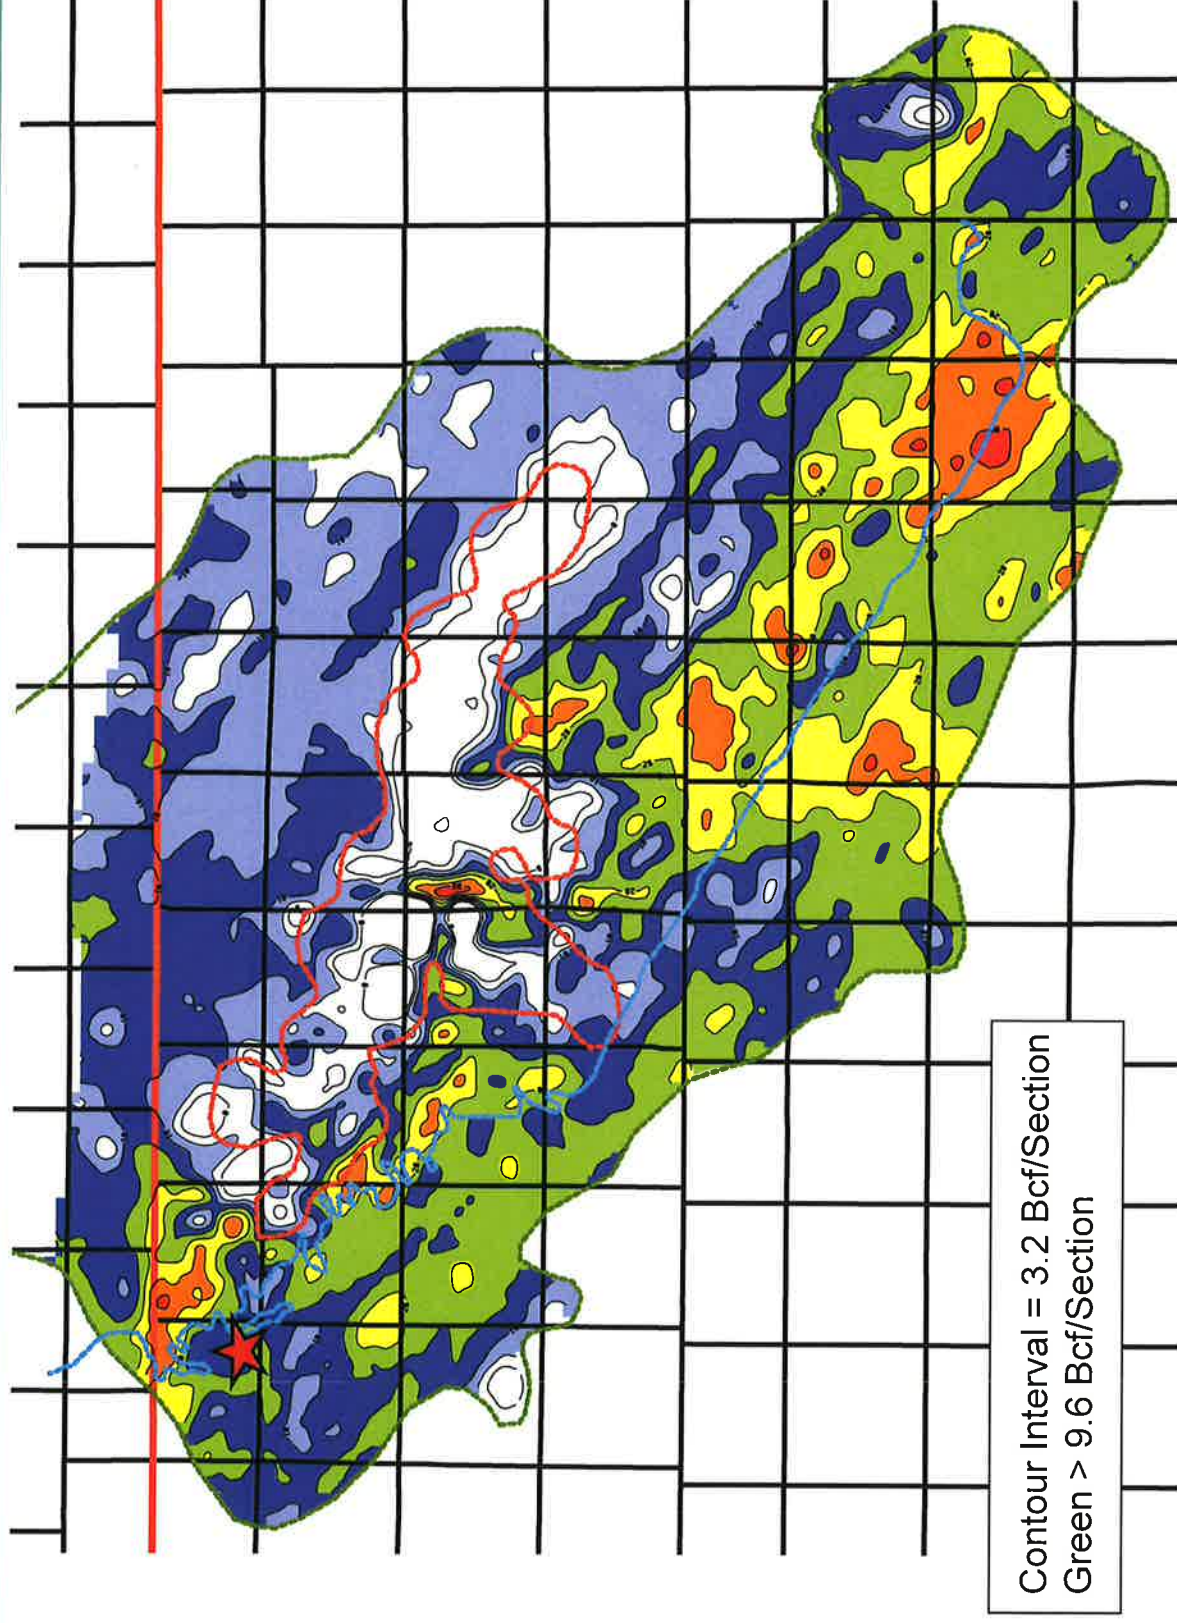 Contour Interval = 3.2 Bcf/Section
Green > 9.6 Bcf/Section